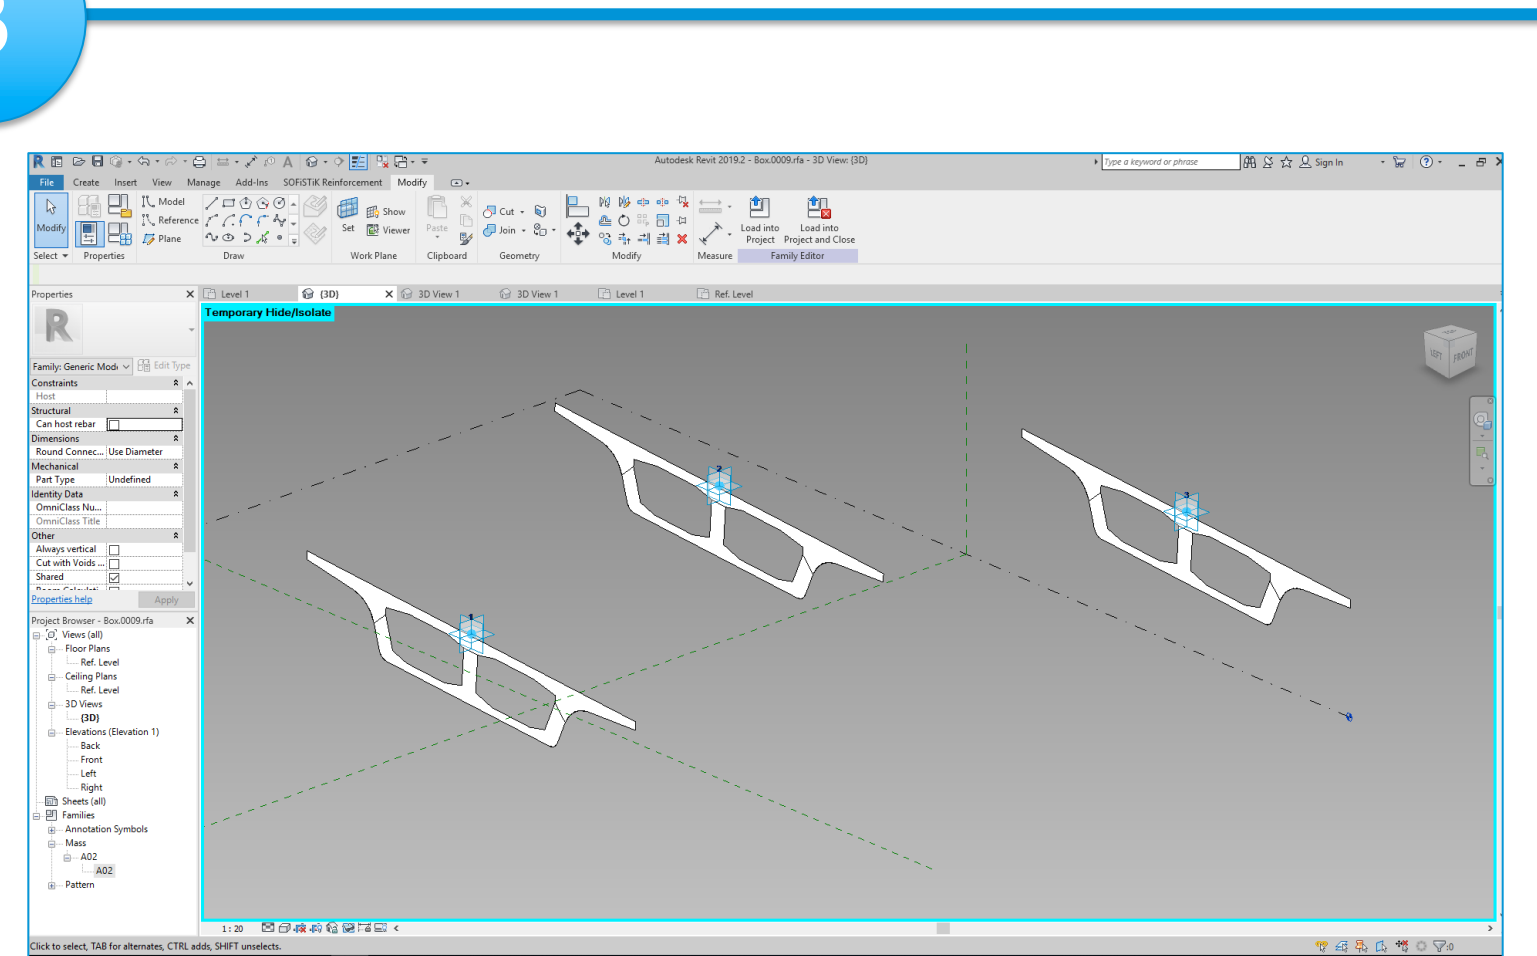 Autodesk Revit 2019.2 - Box.0009.rfa - 3D View: {3D}
Type a keyword or phrase
Sign In
File Create Insert View Manage Add-Ins SOFiSTiK Reinforcement Modify
Modify
Model
Reference
Plane
Set
Show
Viewer
Paste
Cut
Join
Load into
Project
Load into
Project and Close
Select Properties Draw Work Plane Clipboard Geometry Modify Measure Family Editor
Properties
Level 1 {3D} 3D View 1 3D View 1 Level 1 Ref. Level
Temporary Hide/Isolate
TOP
LEFT FRONT
Family: Generic Mod Edit Type
Constraints
Host
Structural
Can host rebar
Dimensions
Round Connec... Use Diameter
Mechanical
Part Type Undefined
Identity Data
OmniClass Nu...
OmniClass Title
Other
Always vertical
Cut with Voids ...
Shared
Properties help Apply
Project Browser - Box.0009.rfa
Views (all)
Floor Plans
Ref. Level
Ceiling Plans
Ref. Level
3D Views
{3D}
Elevations (Elevation 1)
Back
Front
Left
Right
Sheets (all)
Families
Annotation Symbols
Mass
A02
A02
Pattern
1
2
3
1 : 20
Click to select, TAB for alternates, CTRL adds, SHIFT unselects.
:0